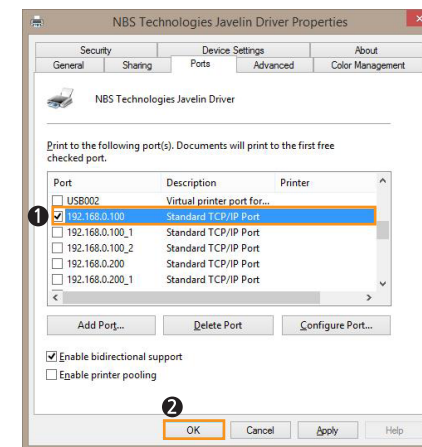 NBS Technologies Javelin Driver Properties
Security Device Settings About
General Sharing Ports Advanced Color Management
NBS Technologies Javelin Driver
Print to the following port(s). Documents will print to the first free
checked port.
Port Description Printer
USB002 Virtual printer port for...
1 192.168.0.100 Standard TCP/IP Port
192.168.0.100_1 Standard TCP/IP Port
192.168.0.100_2 Standard TCP/IP Port
192.168.0.200 Standard TCP/IP Port
192.168.0.200_1 Standard TCP/IP Port
Add Port... Delete Port Configure Port...
Enable bidirectional support
Enable printer pooling
2
OK Cancel Apply Help